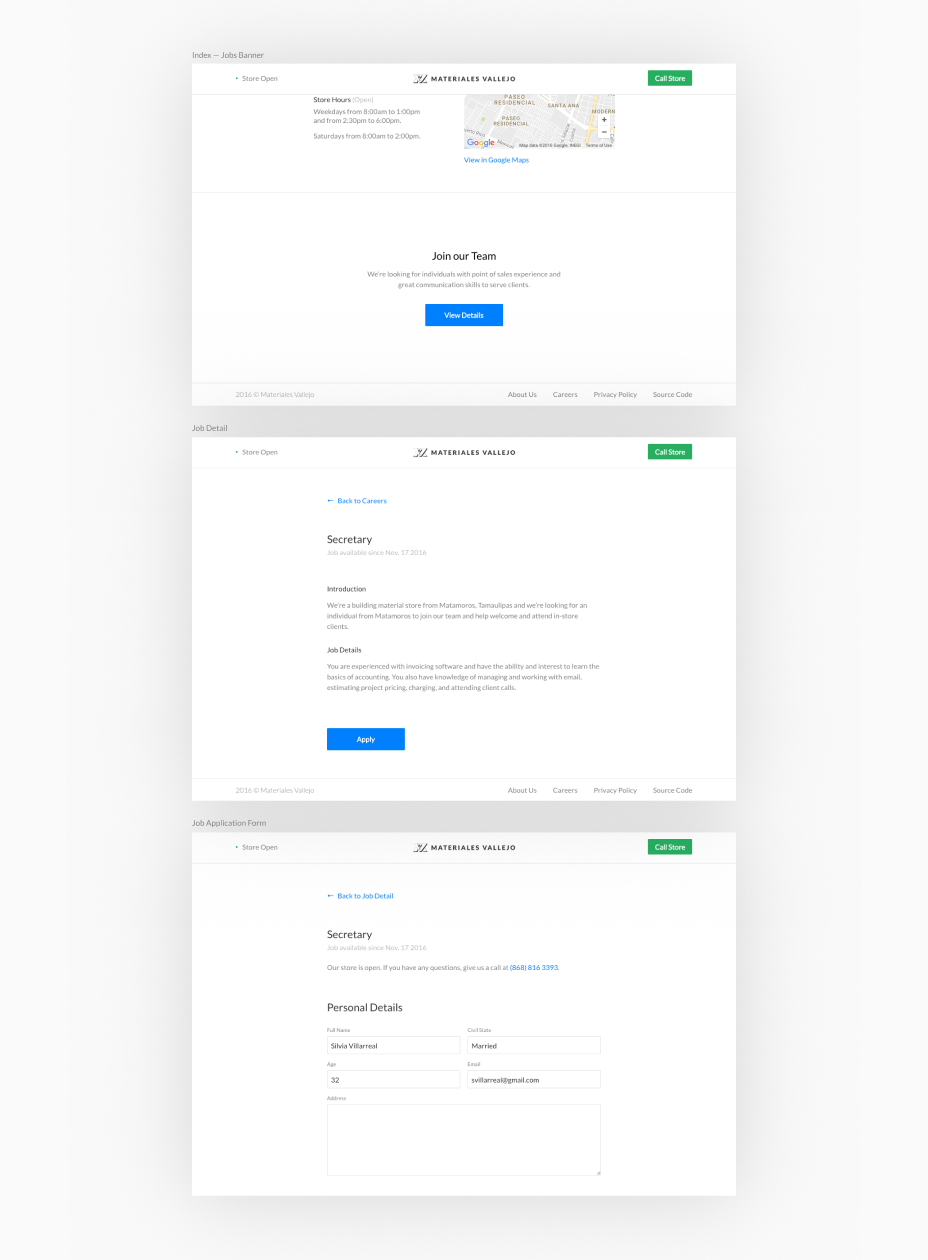 Index — Jobs Banner
Store Open
MATERIALES VALLEJO
Call Store
Store Hours (Open)
Weekdays from 8:00am to 1:00pm
and from 2:30pm to 6:00pm.
Saturdays from 8:00am to 2:00pm.
PASEO
RESIDENCIAL
SANTA ANA
MODERN
PASEO
RESIDENCIAL
+
−
Google
Map data ©2016 Google, INEGI
Terms of Use
View in Google Maps
Join our Team
We're looking for individuals with point of sales experience and
great communication skills to serve clients.
View Details
2016 © Materiales Vallejo
About Us
Careers
Privacy Policy
Source Code
Job Detail
Store Open
MATERIALES VALLEJO
Call Store
← Back to Careers
Secretary
Job available since Nov, 17 2016
Introduction
We're a building material store from Matamoros, Tamaulipas and we're looking for an
individual from Matamoros to join our team and help welcome and attend in-store
clients.
Job Details
You are experienced with invoicing software and have the ability and interest to learn the
basics of accounting. You also have knowledge of managing and working with email,
estimating project pricing, charging, and attending client calls.
Apply
2016 © Materiales Vallejo
About Us
Careers
Privacy Policy
Source Code
Job Application Form
Store Open
MATERIALES VALLEJO
Call Store
← Back to Job Detail
Secretary
Job available since Nov, 17 2016
Our store is open. If you have any questions, give us a call at (868) 816 3393.
Personal Details
Full Name
Civil State
Silvia Villarreal
Married
Age
Email
32
svillarreal@gmail.com
Address